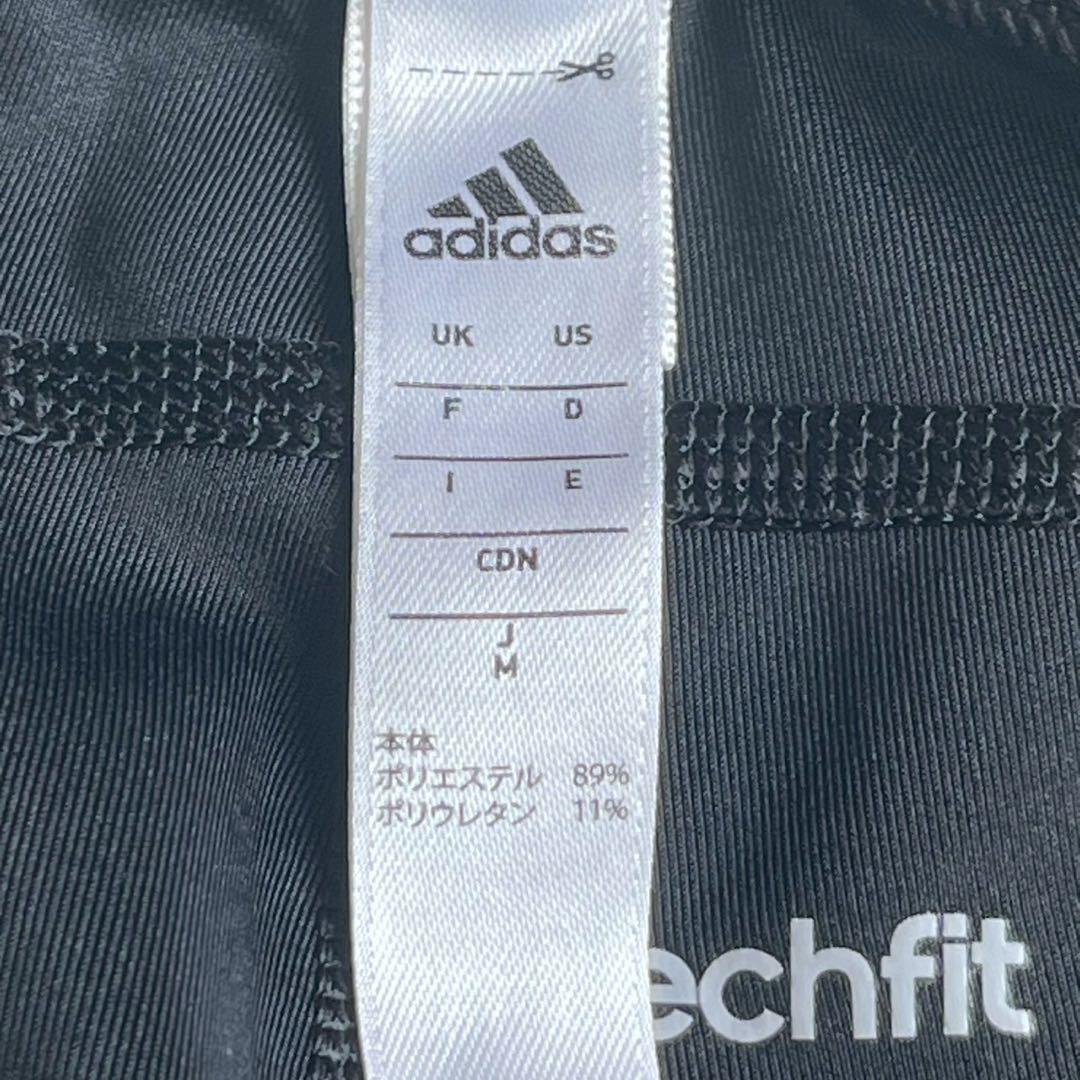 adidas
UK US
F D
I E
CDN
J
M
本体
ポリエステル 89%
ポリウレタン 11%
echfit